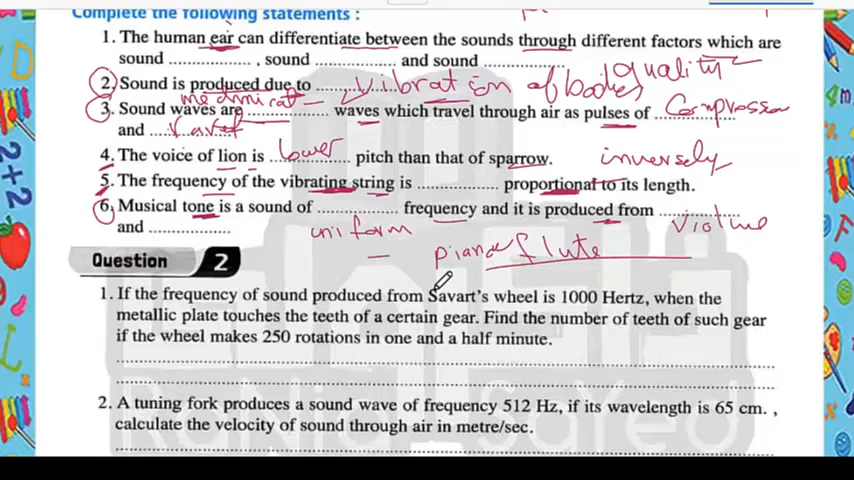 Complete the following statements :
1. The human ear can differentiate between the sounds through different factors which are
sound ................ , sound ................ and sound ................
quality
2. Sound is produced due to ........ Vibration of bodies
3. Sound waves are ................ waves which travel through air as pulses of ................
and ................
4. The voice of lion is ................ pitch than that of sparrow.
lower
inversely
5. The frequency of the vibrating string is ................ proportional to its length.
6. Musical tone is a sound of ................ frequency and it is produced from ................
and ................
uniform
piano flute
Question 2
1. If the frequency of sound produced from Savart's wheel is 1000 Hertz, when the
metallic plate touches the teeth of a certain gear. Find the number of teeth of such gear
if the wheel makes 250 rotations in one and a half minute.
2. A tuning fork produces a sound wave of frequency 512 Hz, if its wavelength is 65 cm. ,
calculate the velocity of sound through air in metre/sec.
2+2
RaNia SaYed